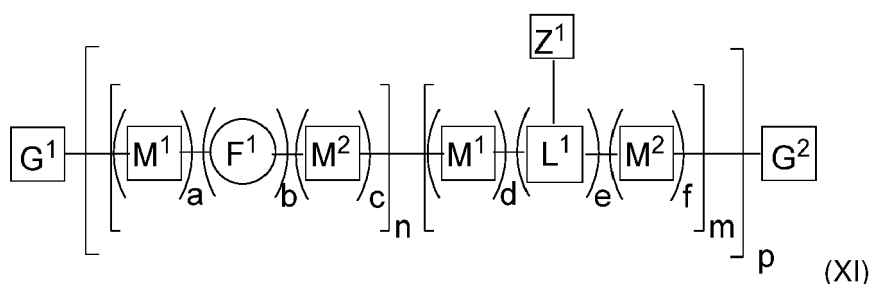 Z¹
G¹ [ [ ( M¹ )a ( F¹ )b ( M² )c ]n [ ( M¹ )d ( L¹ )e ( M² )f ]m ]p G²
(XI)